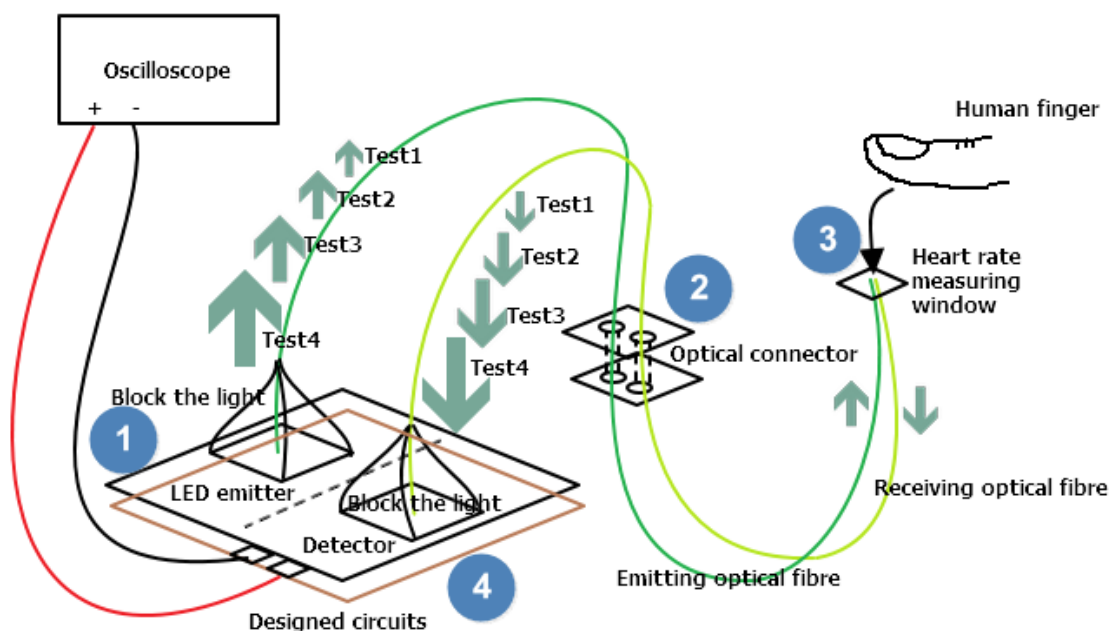 Oscilloscope
+ -
Human finger
Test1
Test2
Test3
Test4
Test1
Test2
Test3
Test4
3
Heart rate
measuring
window
2
Optical connector
Block the light
1
LED emitter
Block the light
Detector
Receiving optical fibre
Emitting optical fibre
4
Designed circuits